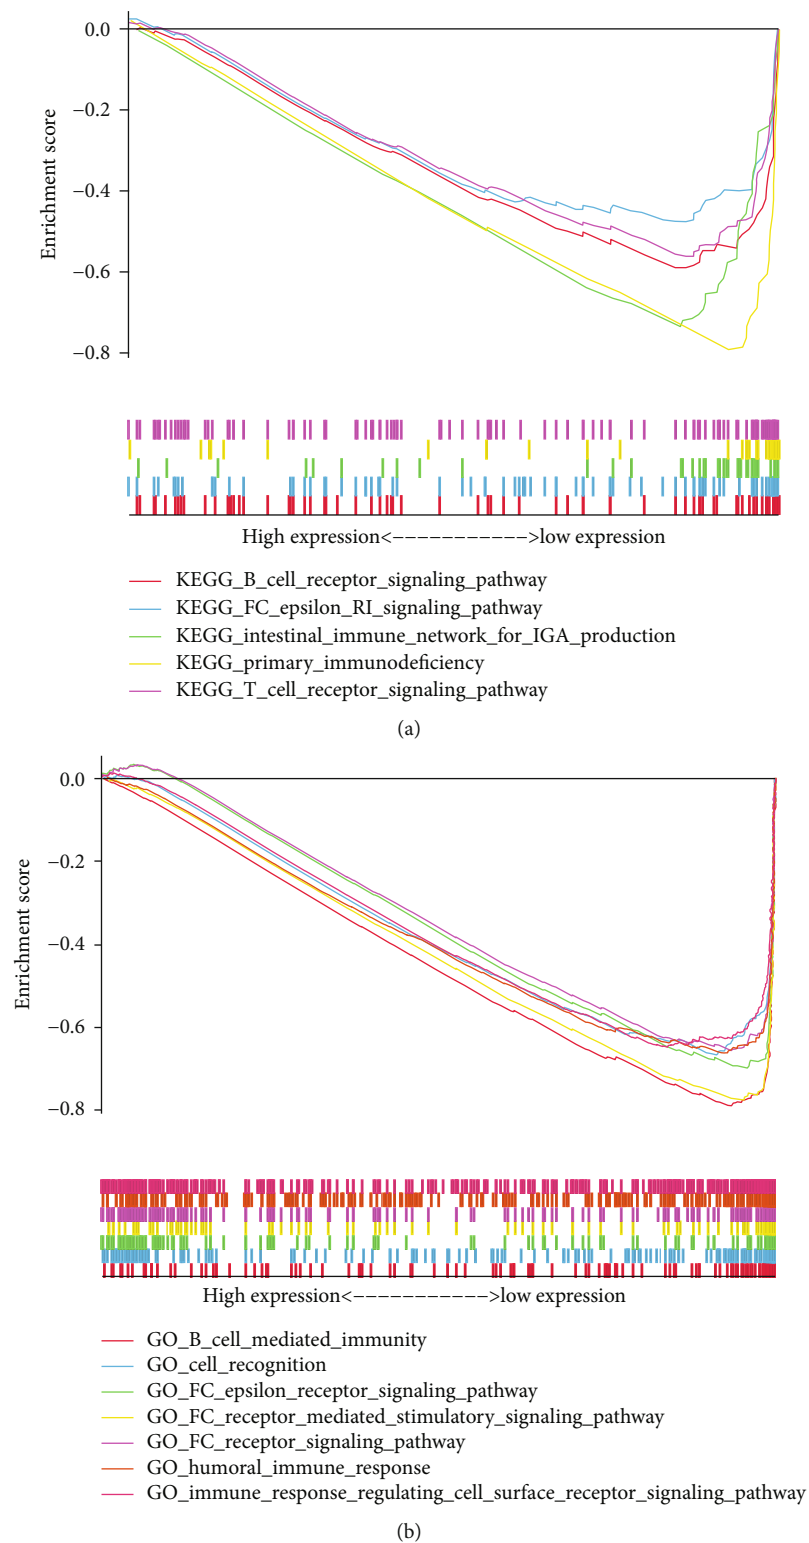 0.0
−0.2
−0.4
−0.6
−0.8
Enrichment score
High expression<−−−−−−−−−−−>low expression
KEGG_B_cell_receptor_signaling_pathway
KEGG_FC_epsilon_RI_signaling_pathway
KEGG_intestinal_immune_network_for_IGA_production
KEGG_primary_immunodeficiency
KEGG_T_cell_receptor_signaling_pathway
(a)
0.0
−0.2
−0.4
−0.6
−0.8
Enrichment score
High expression<−−−−−−−−−−−>low expression
GO_B_cell_mediated_immunity
GO_cell_recognition
GO_FC_epsilon_receptor_signaling_pathway
GO_FC_receptor_mediated_stimulatory_signaling_pathway
GO_FC_receptor_signaling_pathway
GO_humoral_immune_response
GO_immune_response_regulating_cell_surface_receptor_signaling_pathway
(b)